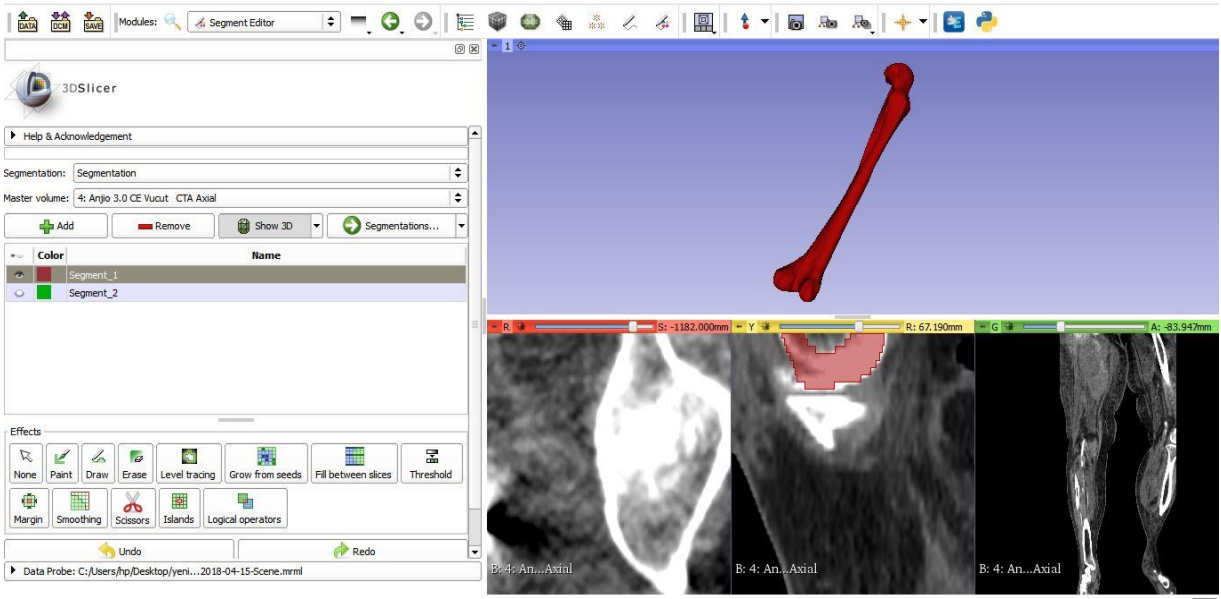 DATA DCM SAVE Modules: Segment Editor
1
3DSlicer
Help & Acknowledgement
Segmentation: Segmentation
Master volume: 4: Anjio 3.0 CE Vucut CTA Axial
Add Remove Show 3D Segmentations...
Color Name
Segment_1
Segment_2
R S: -1182.000mm Y R: 67.190mm G A: -83.947mm
Effects
None Paint Draw Erase Level tracing Grow from seeds Fill between slices Threshold
Margin Smoothing Scissors Islands Logical operators
Undo Redo
B: 4: An...Axial B: 4: An...Axial B: 4: An...Axial
Data Probe: C:/Users/hp/Desktop/yeni...2018-04-15-Scene.mrml